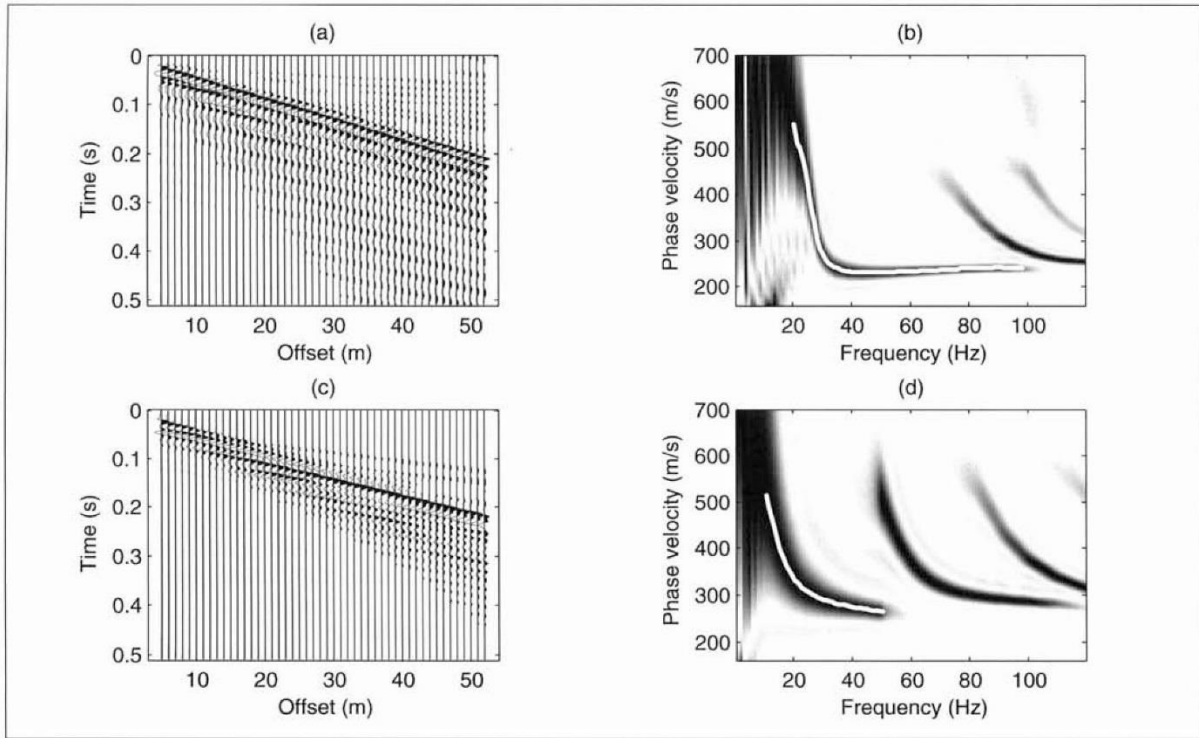 (a)
0
0.1
0.2
0.3
0.4
0.5
Time (s)
10 20 30 40 50
Offset (m)
(b)
700
600
500
400
300
200
Phase velocity (m/s)
20 40 60 80 100
Frequency (Hz)
(c)
0
0.1
0.2
0.3
0.4
0.5
Time (s)
10 20 30 40 50
Offset (m)
(d)
700
600
500
400
300
200
Phase velocity (m/s)
20 40 60 80 100
Frequency (Hz)